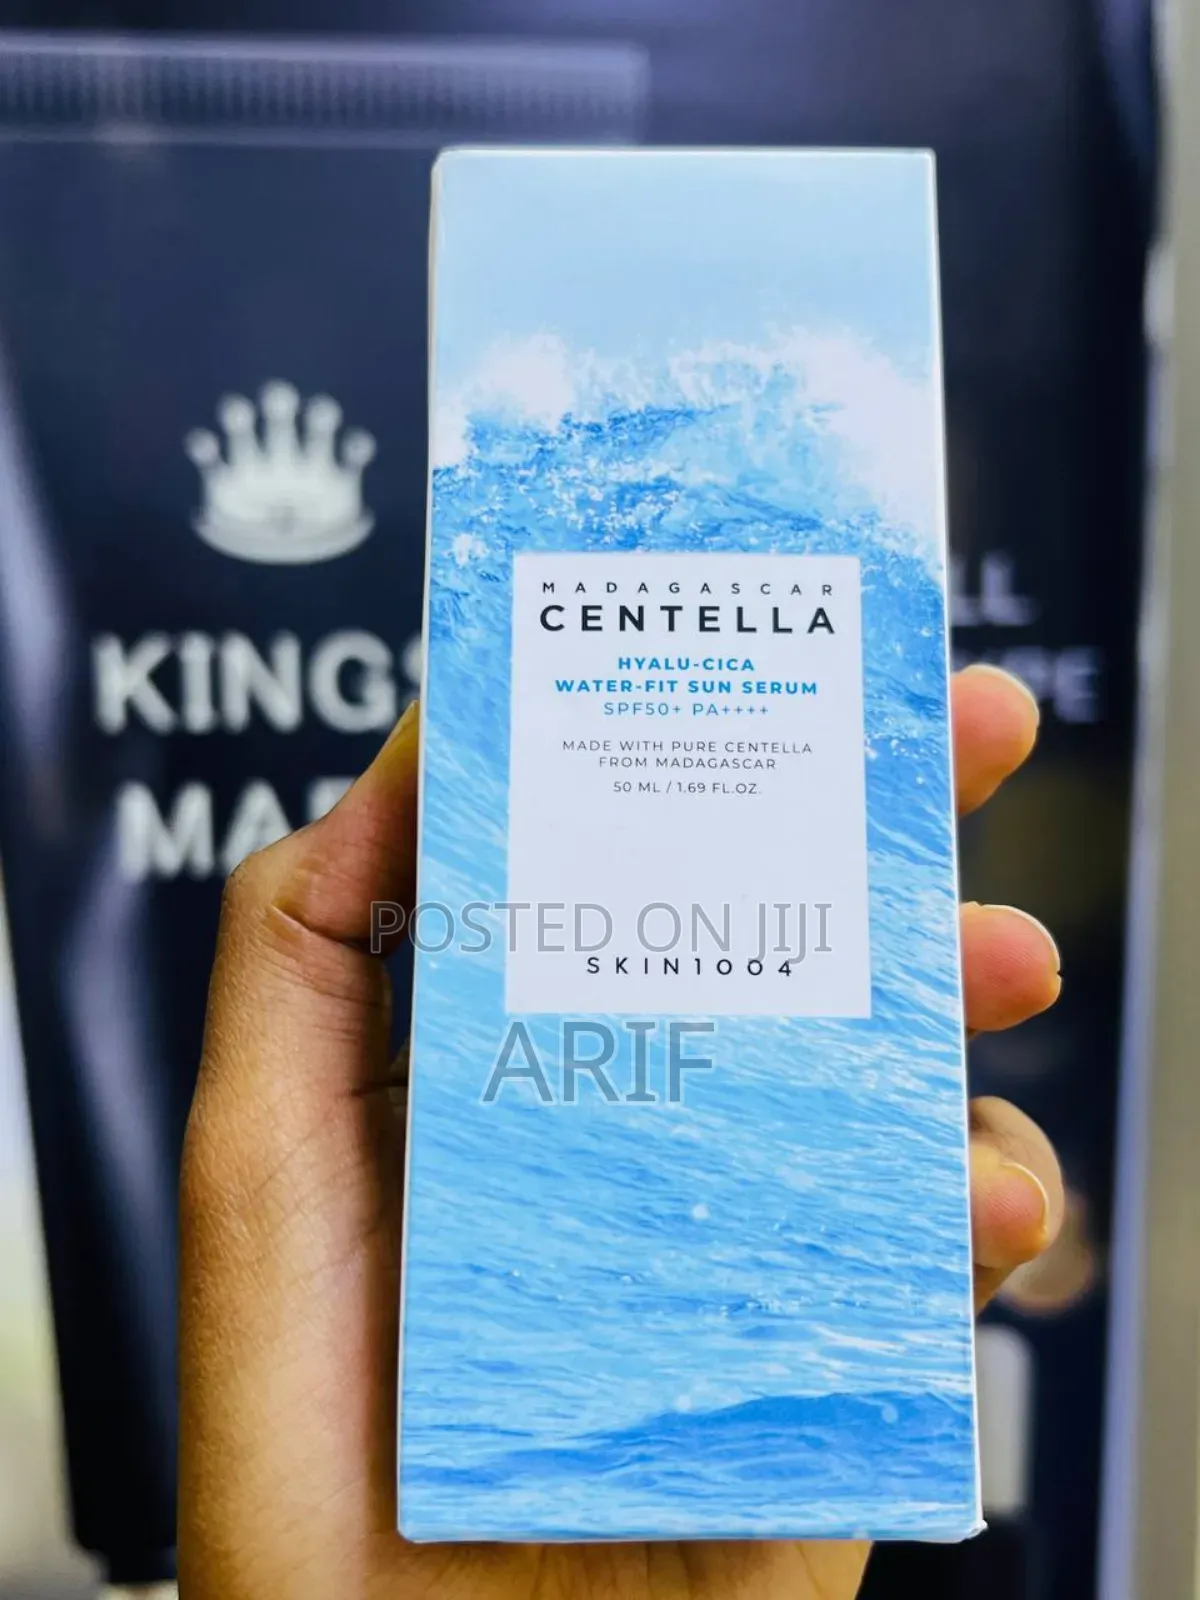 MADAGASCAR
CENTELLA
HYALU-CICA
WATER-FIT SUN SERUM
SPF50+ PA++++
MADE WITH PURE CENTELLA
FROM MADAGASCAR
50 ML / 1.69 FL.OZ.
SKIN1004
POSTED ON JIJI
ARIF
KINGS